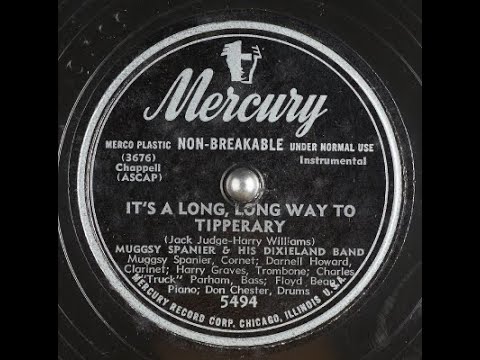 Mercury
MERCO PLASTIC NON-BREAKABLE UNDER NORMAL USE
(3676)
Chappell
(ASCAP)
Instrumental
IT'S A LONG, LONG WAY TO
TIPPERARY
(Jack Judge-Harry Williams)
MUGGSY SPANIER & HIS DIXIELAND BAND
Muggsy Spanier, Cornet; Darnell Howard,
Clarinet; Harry Graves, Trombone; Charles
"Truck" Parham, Bass; Floyd Bean,
Piano; Don Chester, Drums
5494
MERCURY RECORD CORP. CHICAGO, ILLINOIS U.S.A.